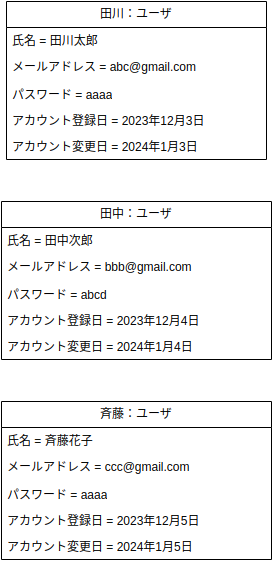 田川：ユーザ
氏名 = 田川太郎
メールアドレス = abc@gmail.com
パスワード = aaaa
アカウント登録日 = 2023年12月3日
アカウント変更日 = 2024年1月3日
田中：ユーザ
氏名 = 田中次郎
メールアドレス = bbb@gmail.com
パスワード = abcd
アカウント登録日 = 2023年12月4日
アカウント変更日 = 2024年1月4日
斉藤：ユーザ
氏名 = 斉藤花子
メールアドレス = ccc@gmail.com
パスワード = aaaa
アカウント登録日 = 2023年12月5日
アカウント変更日 = 2024年1月5日